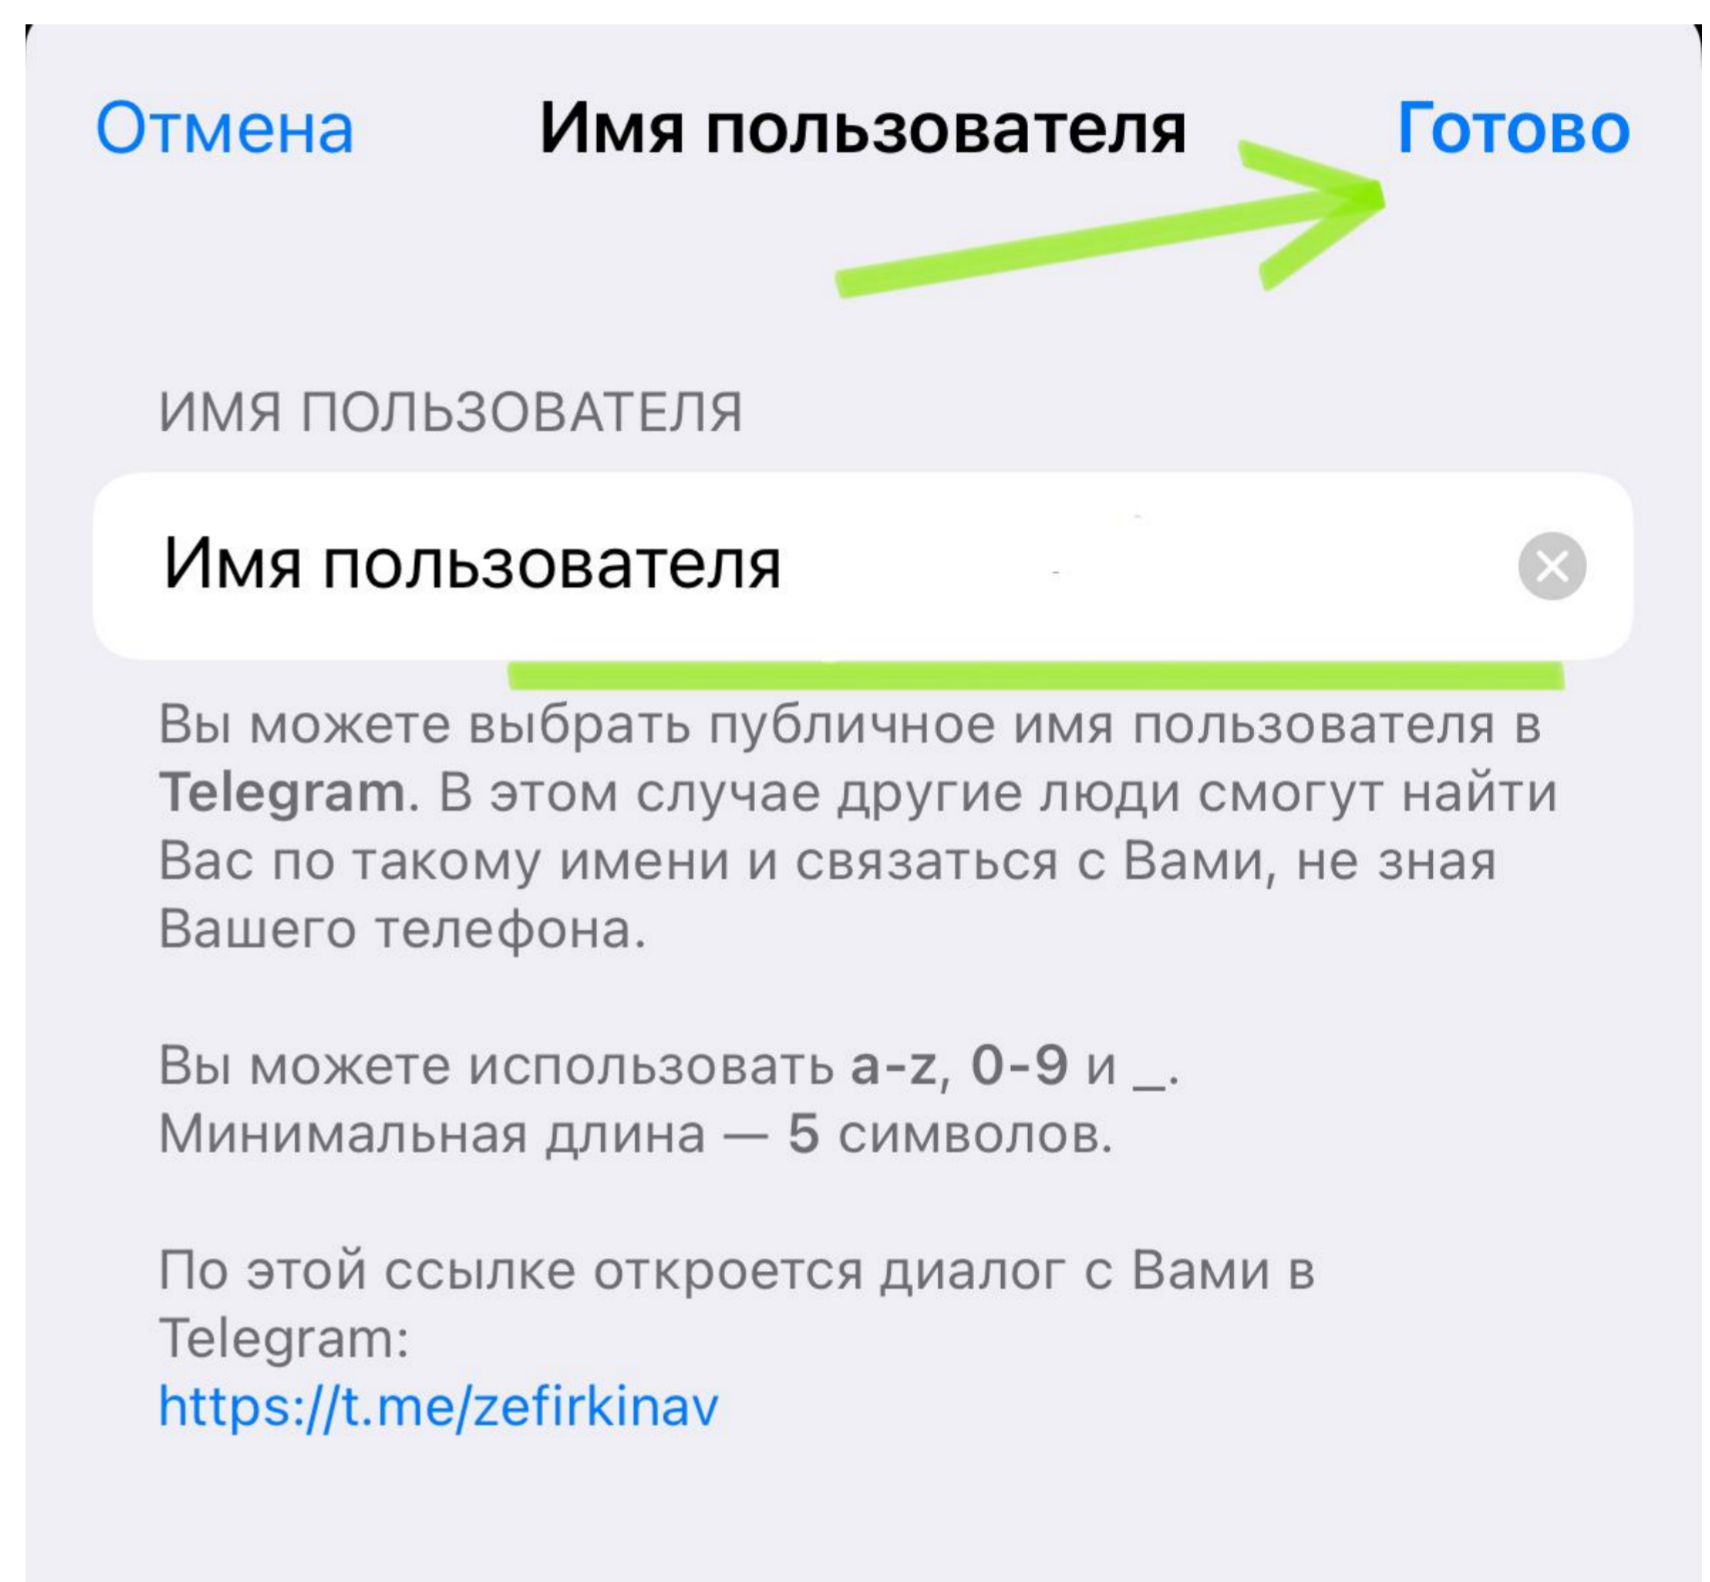 Отмена Имя пользователя Готово
ИМЯ ПОЛЬЗОВАТЕЛЯ
Имя пользователя
Вы можете выбрать публичное имя пользователя в
Telegram. В этом случае другие люди смогут найти
Вас по такому имени и связаться с Вами, не зная
Вашего телефона.
Вы можете использовать a-z, 0-9 и _.
Минимальная длина — 5 символов.
По этой ссылке откроется диалог с Вами в
Telegram:
https://t.me/zefirkinav